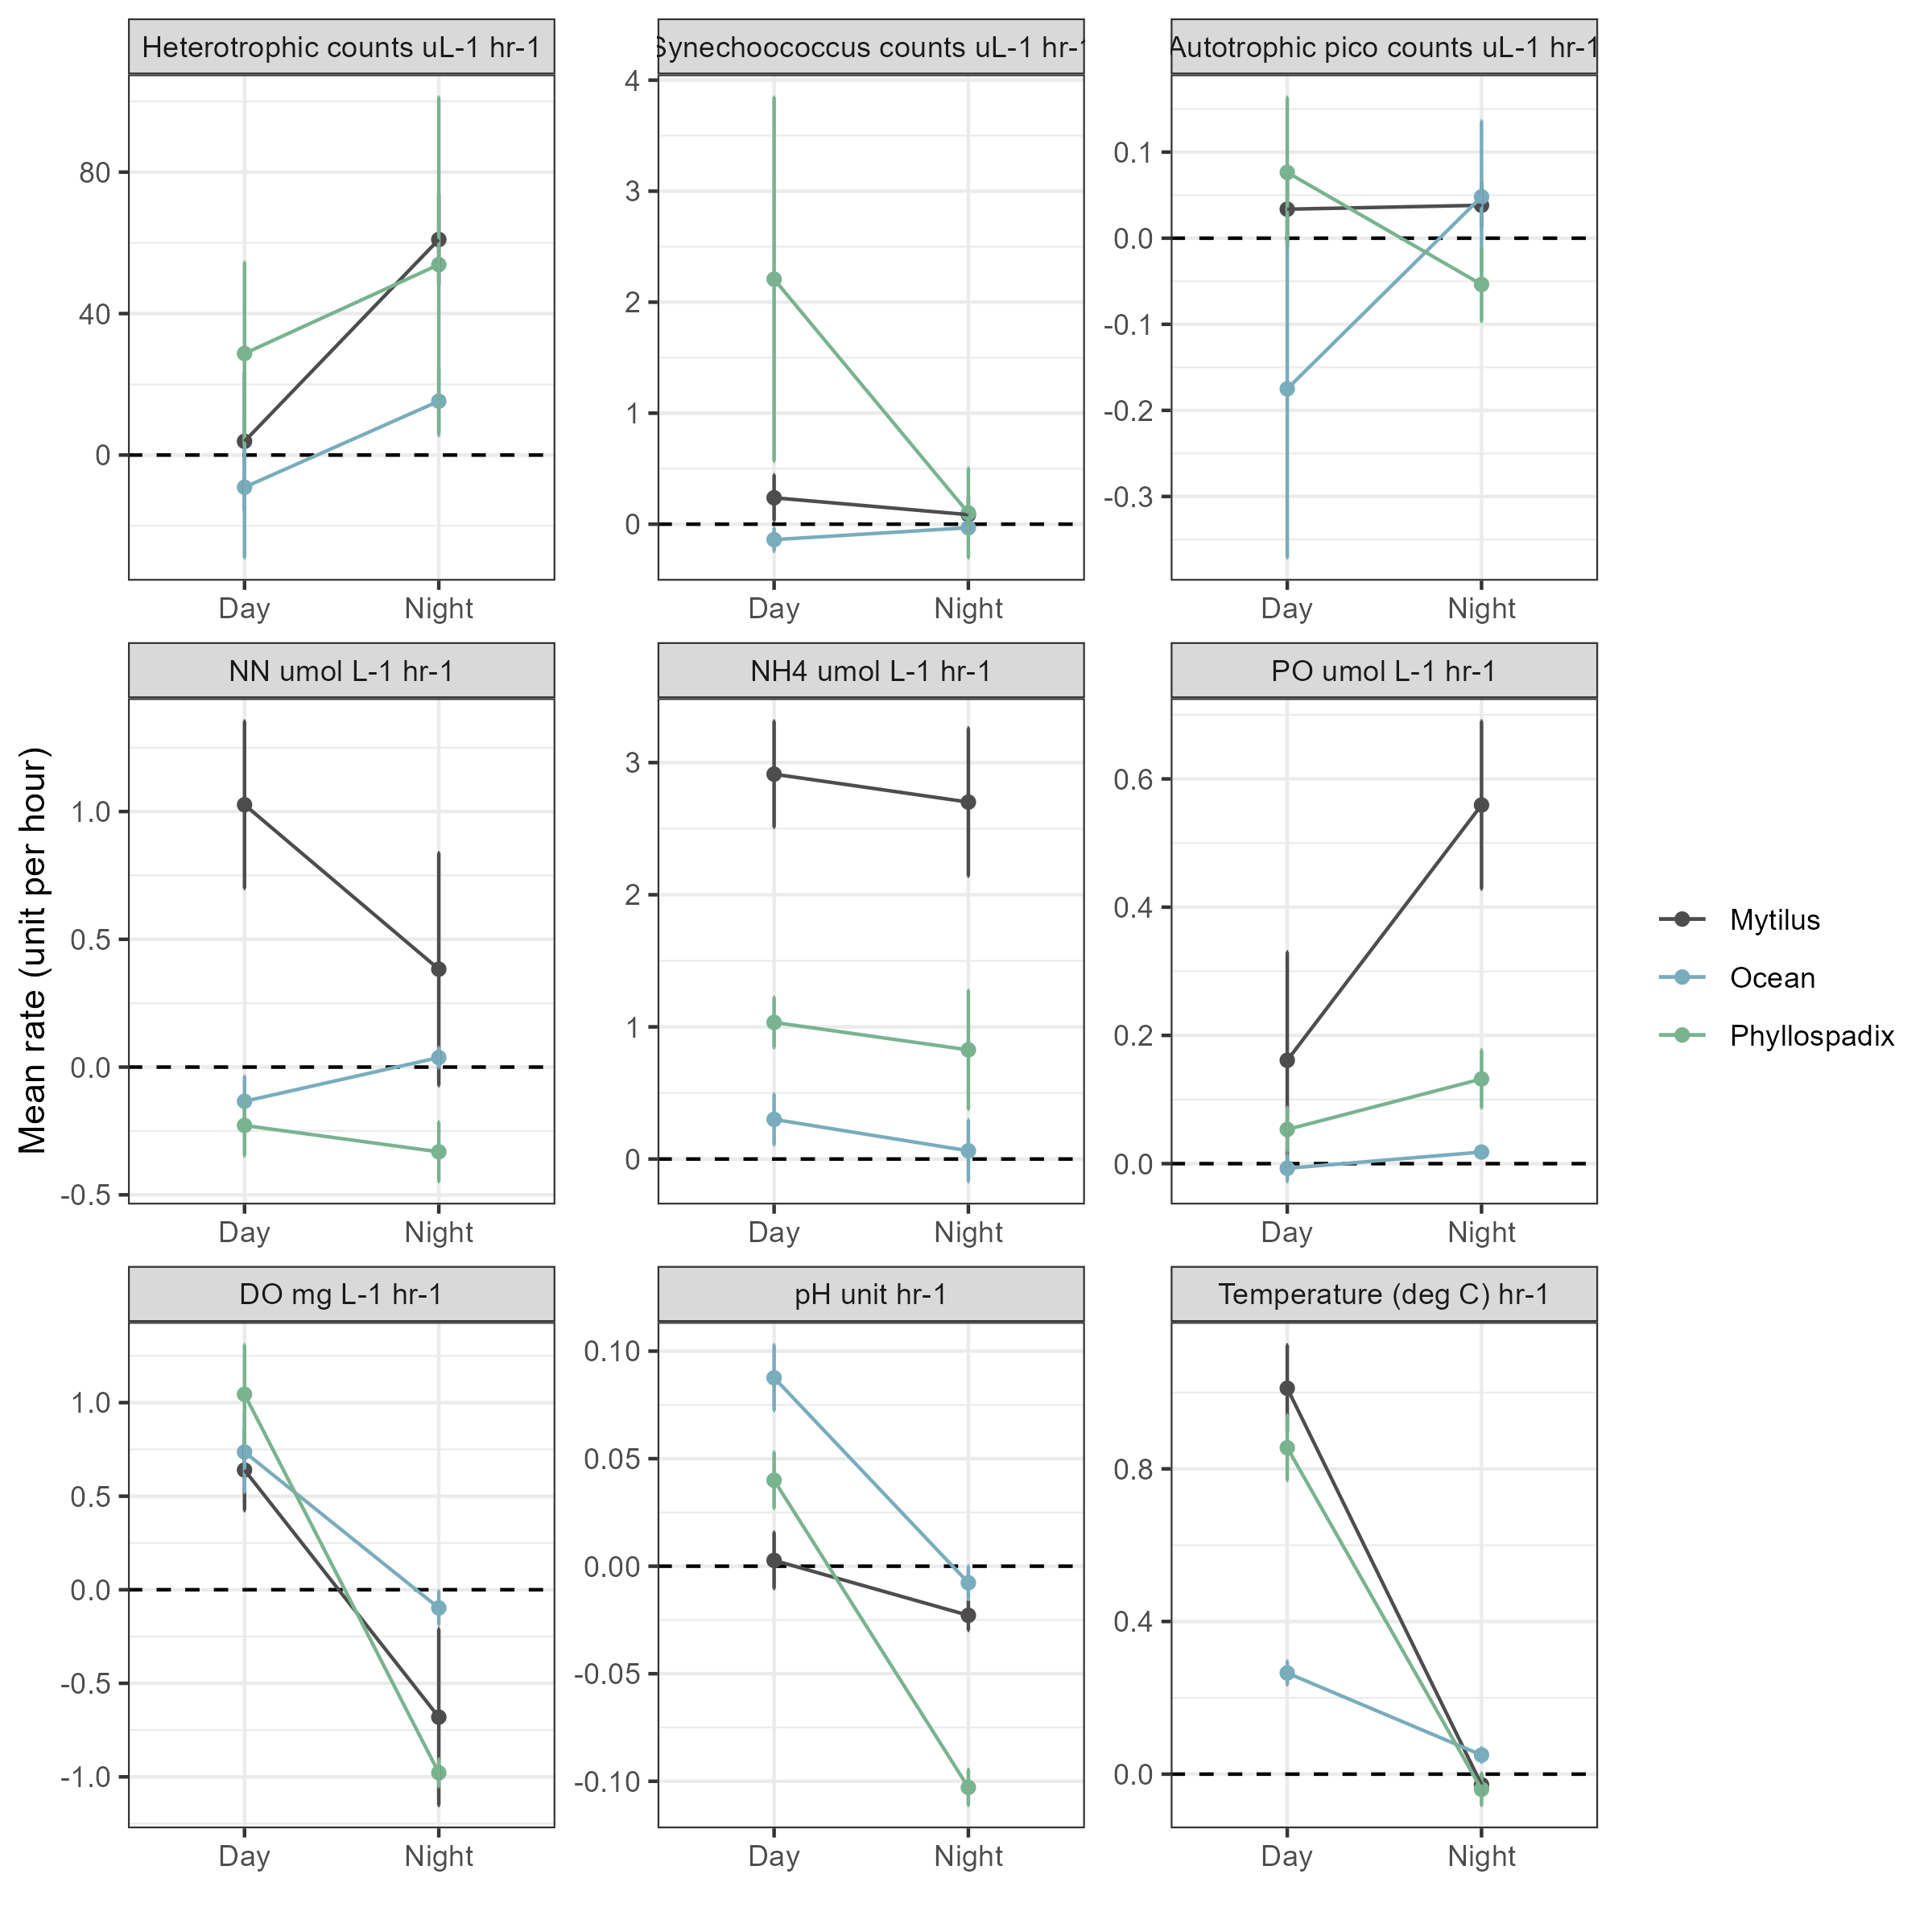 Heterotrophic counts uL-1 hr-1
Synechoococcus counts uL-1 hr-1
Autotrophic pico counts uL-1 hr-1
80
40
0
Day
Night
4
3
2
1
0
Day
Night
0.1
0.0
-0.1
-0.2
-0.3
Day
Night
Mean rate (unit per hour)
NN umol L-1 hr-1
NH4 umol L-1 hr-1
PO umol L-1 hr-1
1.0
0.5
0.0
-0.5
Day
Night
3
2
1
0
Day
Night
0.6
0.4
0.2
0.0
Day
Night
Mytilus
Ocean
Phyllospadix
DO mg L-1 hr-1
pH unit hr-1
Temperature (deg C) hr-1
1.0
0.5
0.0
-0.5
-1.0
Day
Night
0.10
0.05
0.00
-0.05
-0.10
Day
Night
0.8
0.4
0.0
Day
Night